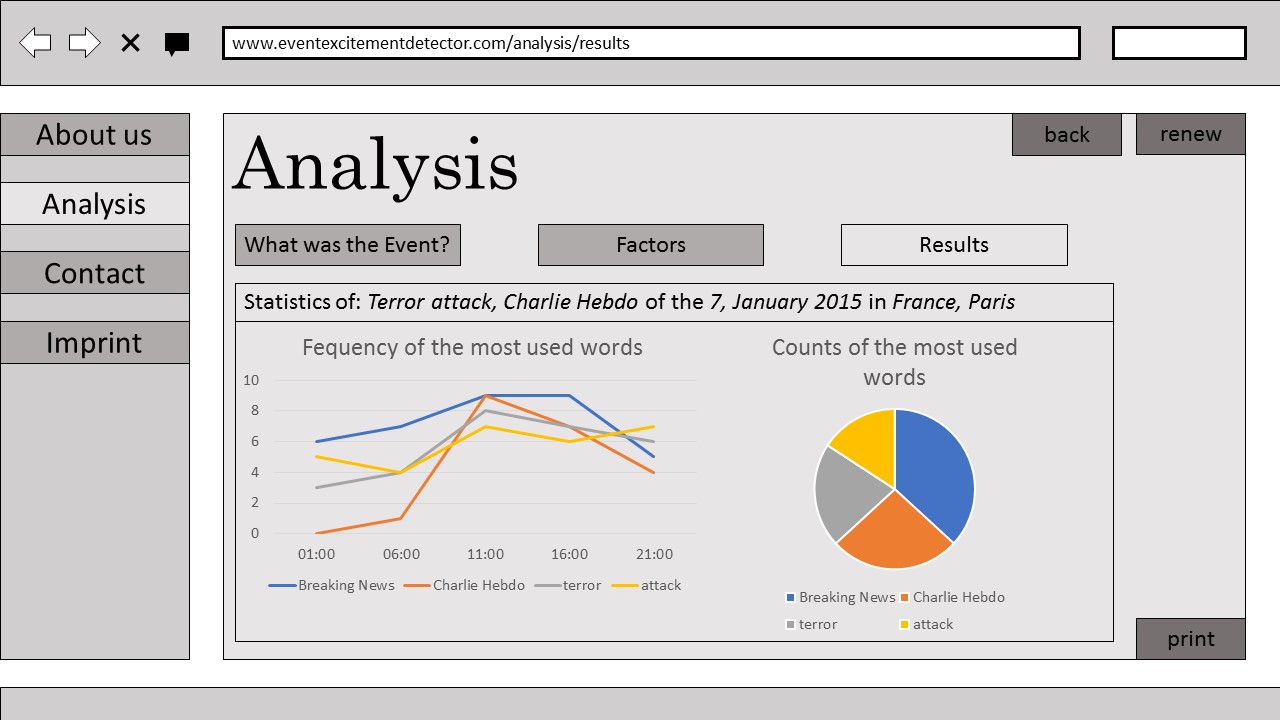 www.eventexcitementdetector.com/analysis/results
About us
Analysis
Contact
Imprint
Analysis
back
renew
What was the Event?
Factors
Results
Statistics of: Terror attack, Charlie Hebdo of the 7, January 2015 in France, Paris
Fequency of the most used words
10
8
6
4
2
0
01:00 06:00 11:00 16:00 21:00
Breaking News Charlie Hebdo terror attack
Counts of the most used
words
Breaking News Charlie Hebdo
terror attack
print